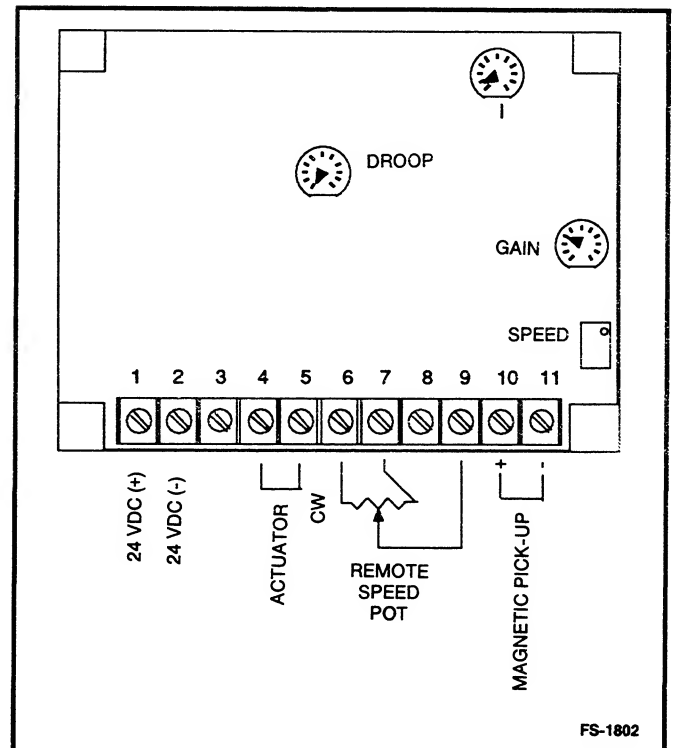 I
DROOP
GAIN
SPEED
1 2 3 4 5 6 7 8 9 10 11
24 VDC (+)
24 VDC (-)
ACTUATOR
CW
REMOTE
SPEED
POT
+ -
MAGNETIC PICK-UP
FS-1802